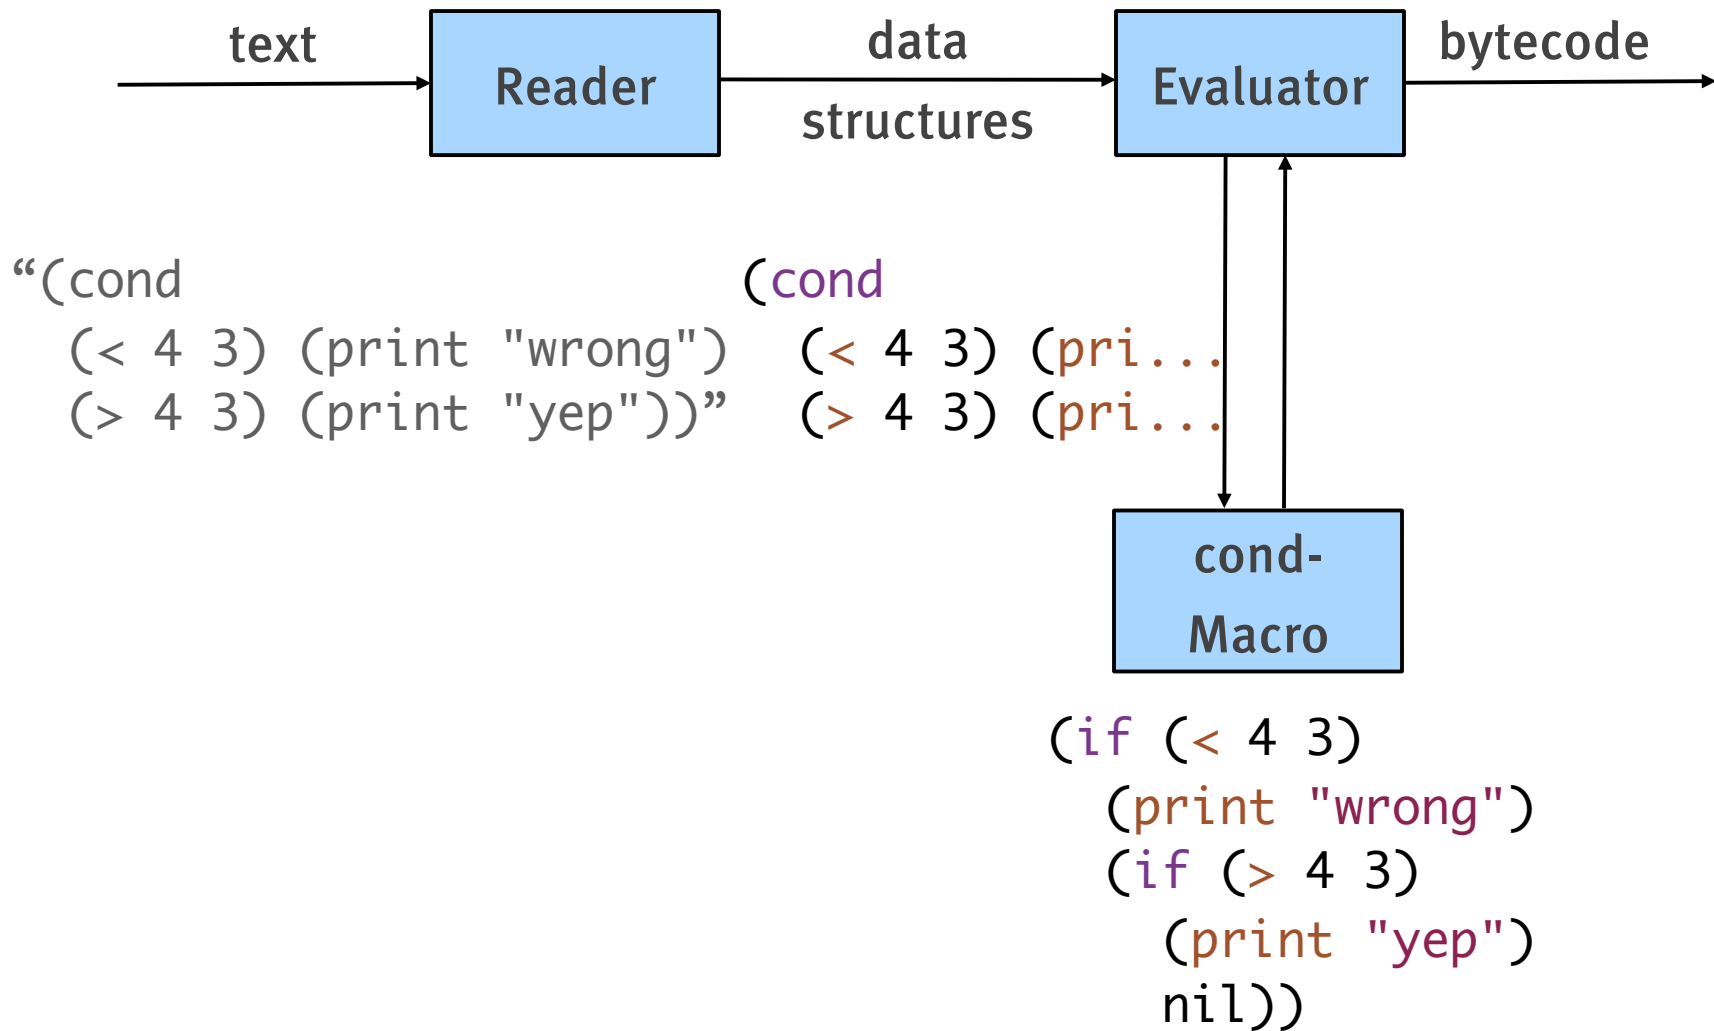 text
Reader
data
structures
Evaluator
bytecode
“(cond
(< 4 3) (print "wrong")
(> 4 3) (print "yep"))”
(cond
(< 4 3) (pri...
(> 4 3) (pri...
cond-
Macro
(if (< 4 3)
(print "wrong")
(if (> 4 3)
(print "yep")
nil))